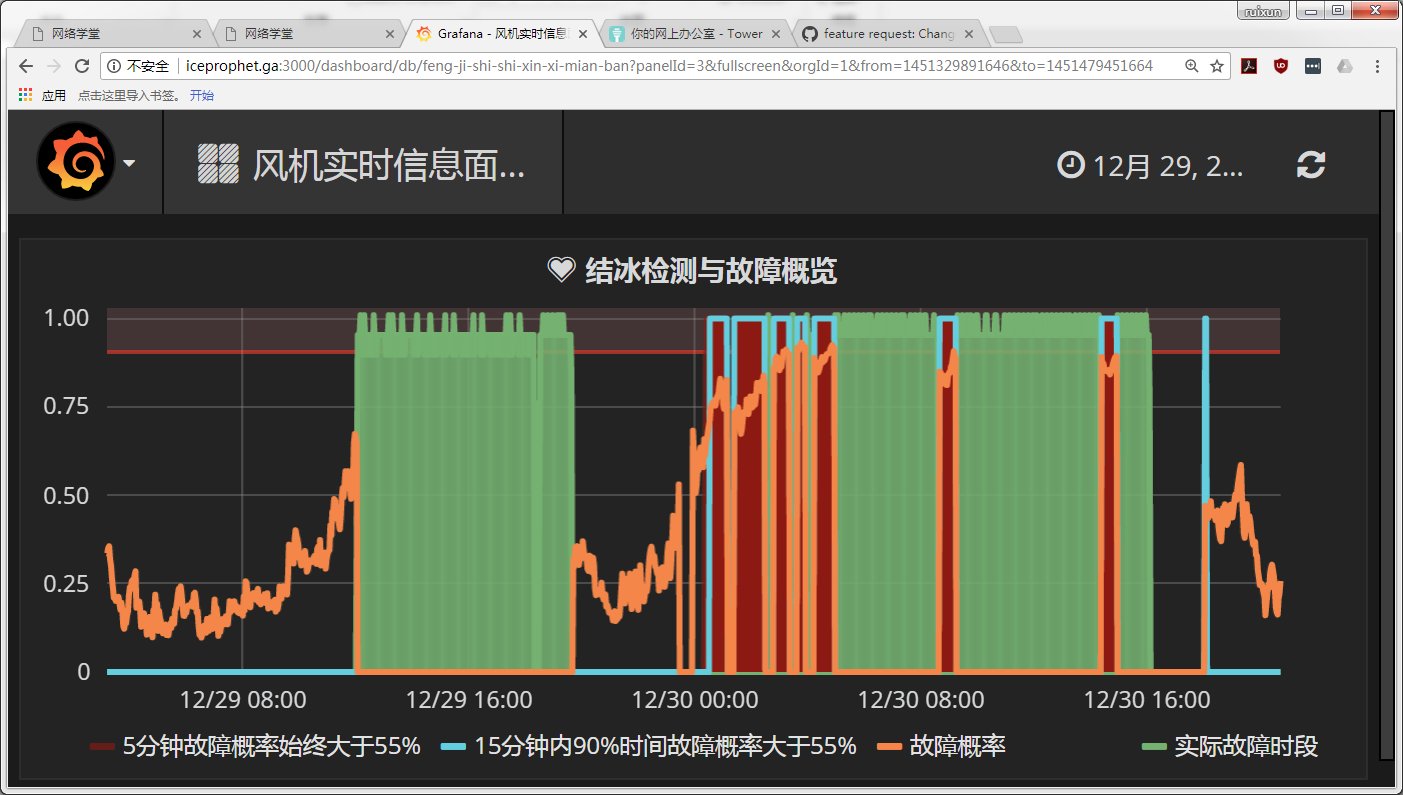 ruixun
网络学堂
网络学堂
Grafana - 风机实时信息
你的网上办公室 - Tower
feature request: Chang
不安全
iceprophet.ga:3000/dashboard/db/feng-ji-shi-shi-xin-xi-mian-ban?panelId=3&fullscreen&orgId=1&from=1451329891646&to=1451479451664
应用 点击这里导入书签。 开始
风机实时信息面...
12月 29, 2...
结冰检测与故障概览
1.00
0.75
0.50
0.25
0
12/29 08:00 12/29 16:00 12/30 00:00 12/30 08:00 12/30 16:00
5分钟故障概率始终大于55% 15分钟内90%时间故障概率大于55% 故障概率 实际故障时段